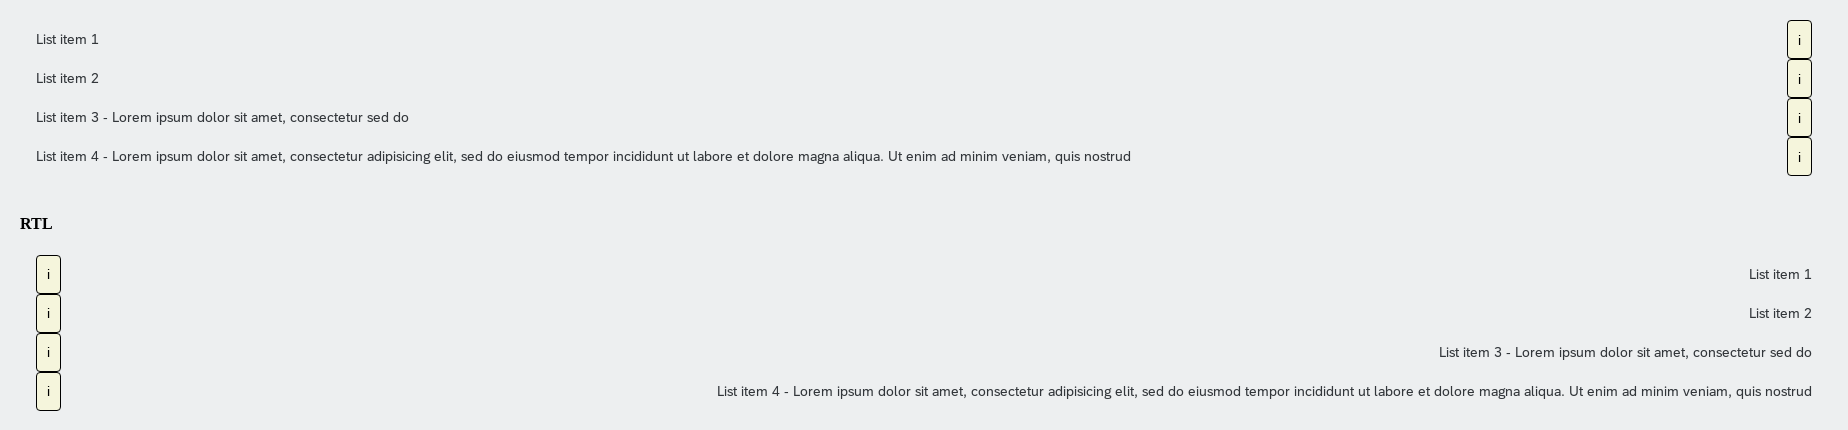 List item 1 i
List item 2 i
List item 3 - Lorem ipsum dolor sit amet, consectetur sed do i
List item 4 - Lorem ipsum dolor sit amet, consectetur adipisicing elit, sed do eiusmod tempor incididunt ut labore et dolore magna aliqua. Ut enim ad minim veniam, quis nostrud i
RTL
i List item 1
i List item 2
i List item 3 - Lorem ipsum dolor sit amet, consectetur sed do
i List item 4 - Lorem ipsum dolor sit amet, consectetur adipisicing elit, sed do eiusmod tempor incididunt ut labore et dolore magna aliqua. Ut enim ad minim veniam, quis nostrud